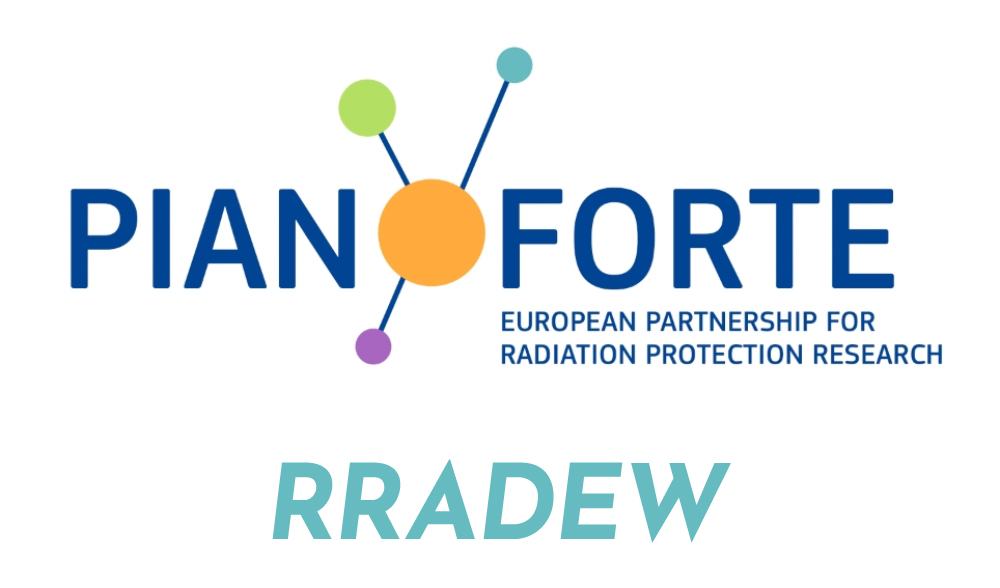 PIANOFORTE
EUROPEAN PARTNERSHIP FOR
RADIATION PROTECTION RESEARCH
RRADEW